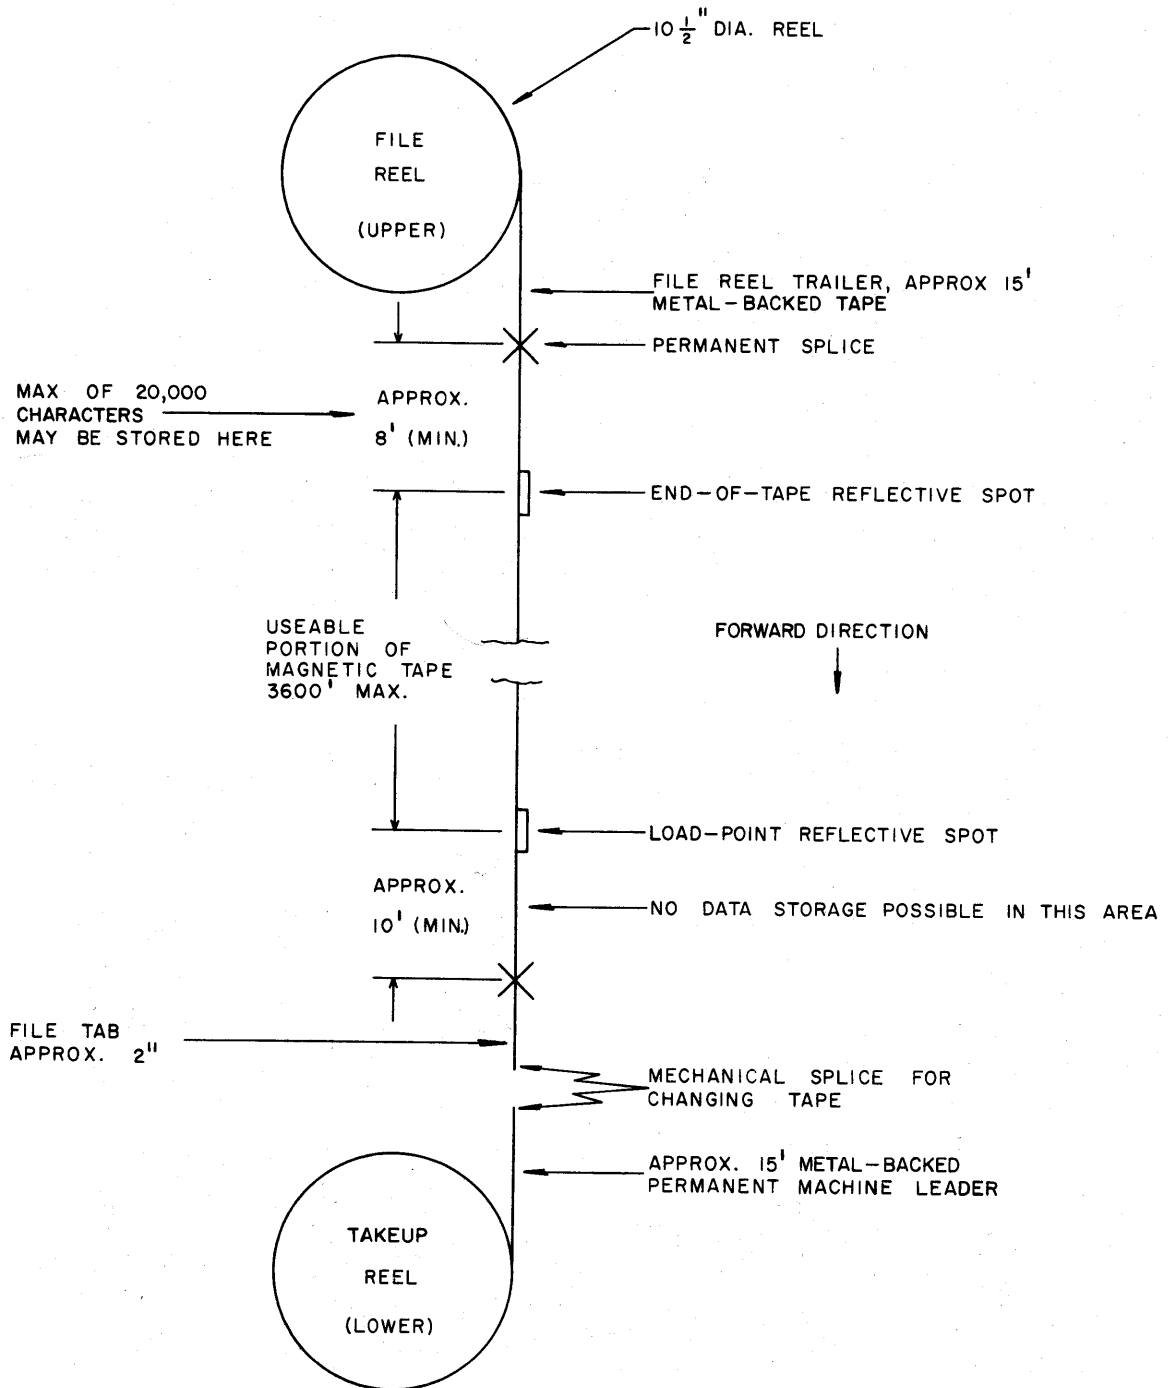 10 1/2" DIA. REEL
FILE
REEL
(UPPER)
FILE REEL TRAILER, APPROX 15'
METAL-BACKED TAPE
PERMANENT SPLICE
MAX OF 20,000
CHARACTERS
MAY BE STORED HERE
APPROX.
8' (MIN.)
END-OF-TAPE REFLECTIVE SPOT
USEABLE
PORTION OF
MAGNETIC TAPE
3600' MAX.
FORWARD DIRECTION
LOAD-POINT REFLECTIVE SPOT
APPROX.
10' (MIN.)
NO DATA STORAGE POSSIBLE IN THIS AREA
FILE TAB
APPROX. 2"
MECHANICAL SPLICE FOR
CHANGING TAPE
APPROX. 15' METAL-BACKED
PERMANENT MACHINE LEADER
TAKEUP
REEL
(LOWER)